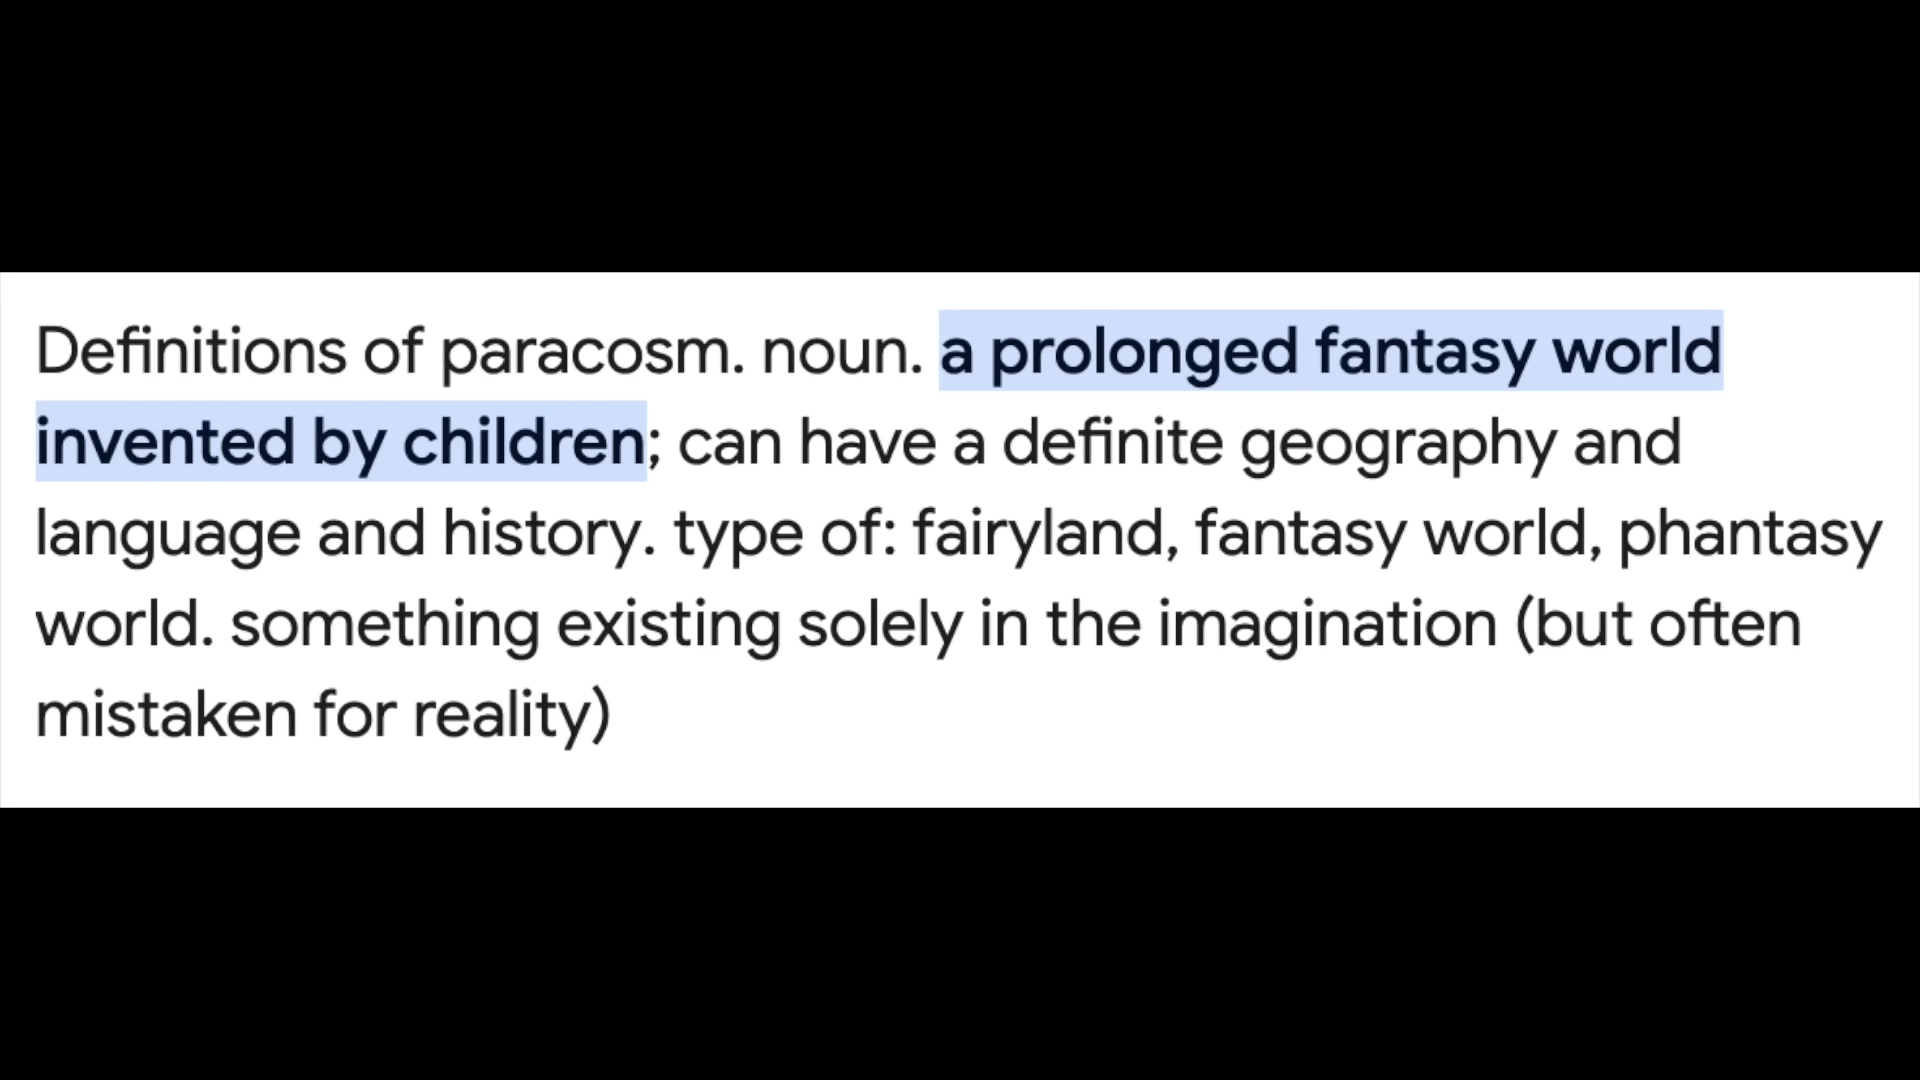 Definitions of paracosm. noun. a prolonged fantasy world
invented by children; can have a definite geography and
language and history. type of: fairyland, fantasy world, phantasy
world. something existing solely in the imagination (but often
mistaken for reality)